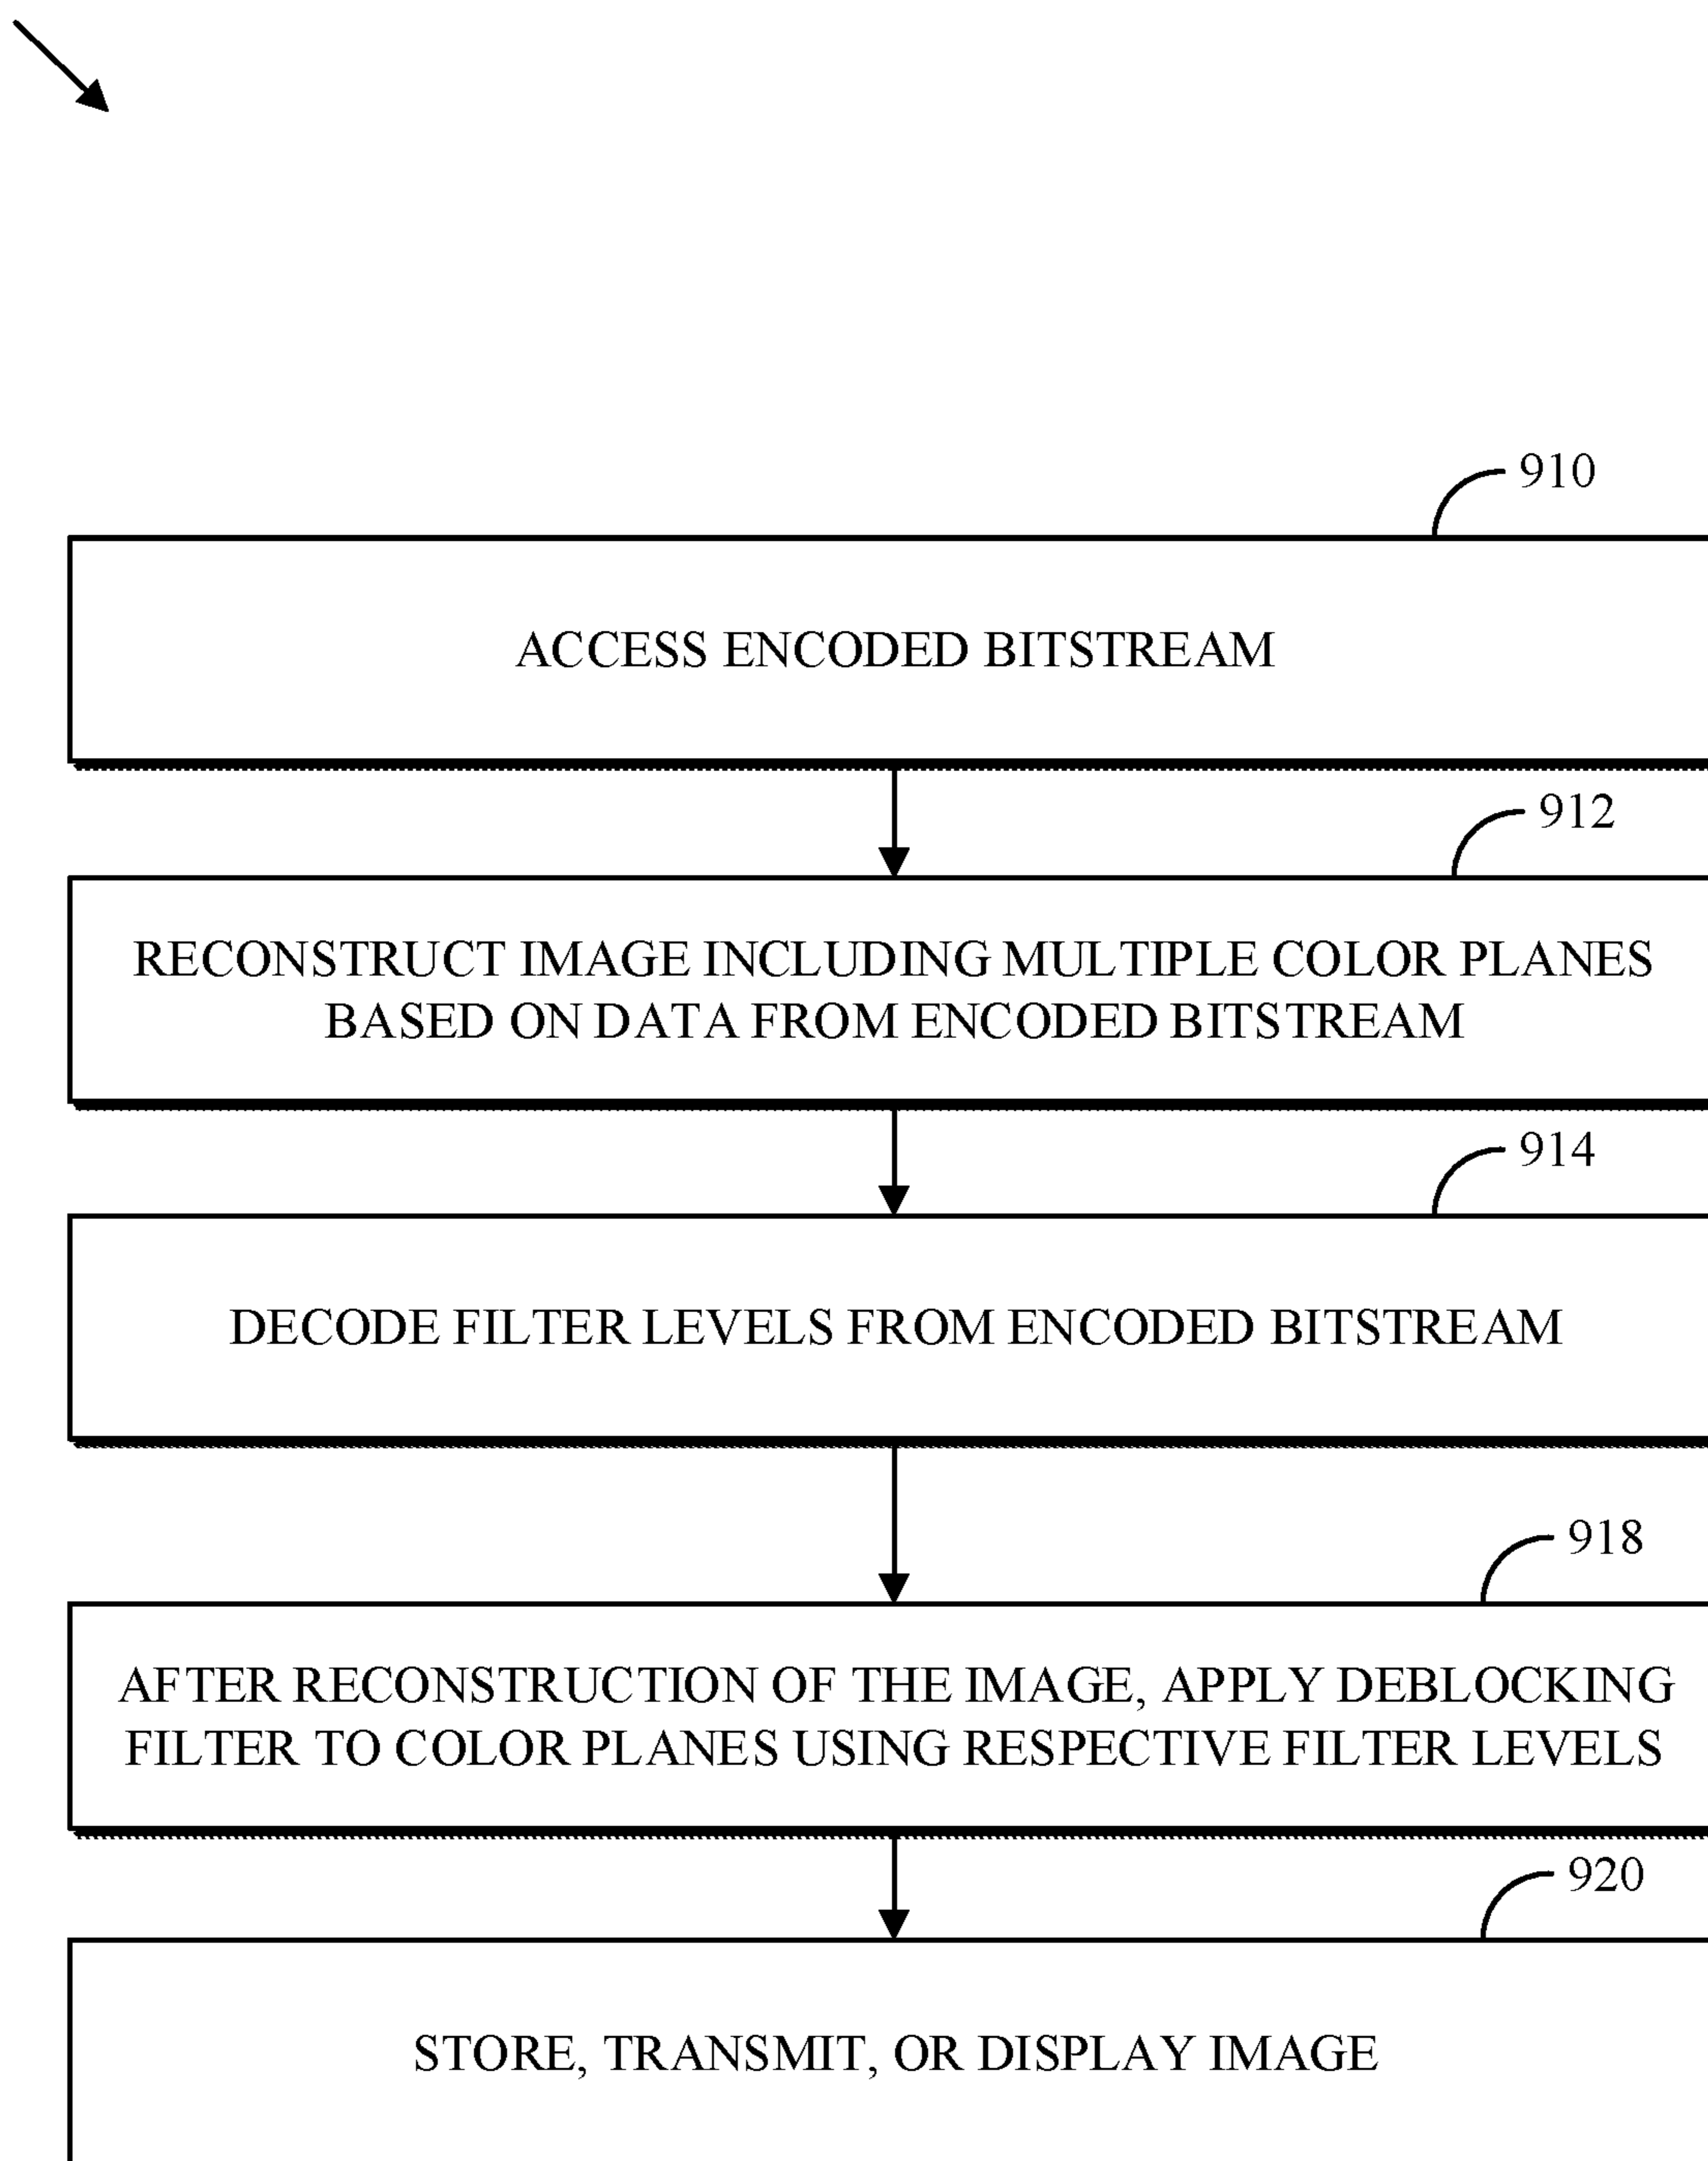 910
ACCESS ENCODED BITSTREAM
912
RECONSTRUCT IMAGE INCLUDING MULTIPLE COLOR PLANES
BASED ON DATA FROM ENCODED BITSTREAM
914
DECODE FILTER LEVELS FROM ENCODED BITSTREAM
918
AFTER RECONSTRUCTION OF THE IMAGE, APPLY DEBLOCKING
FILTER TO COLOR PLANES USING RESPECTIVE FILTER LEVELS
920
STORE, TRANSMIT, OR DISPLAY IMAGE